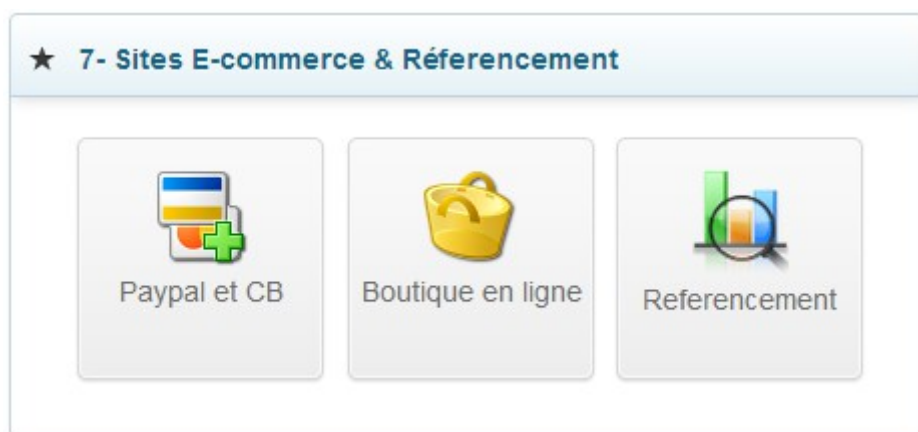 7- Sites E-commerce & Réferencement
Paypal et CB
Boutique en ligne
Referencement